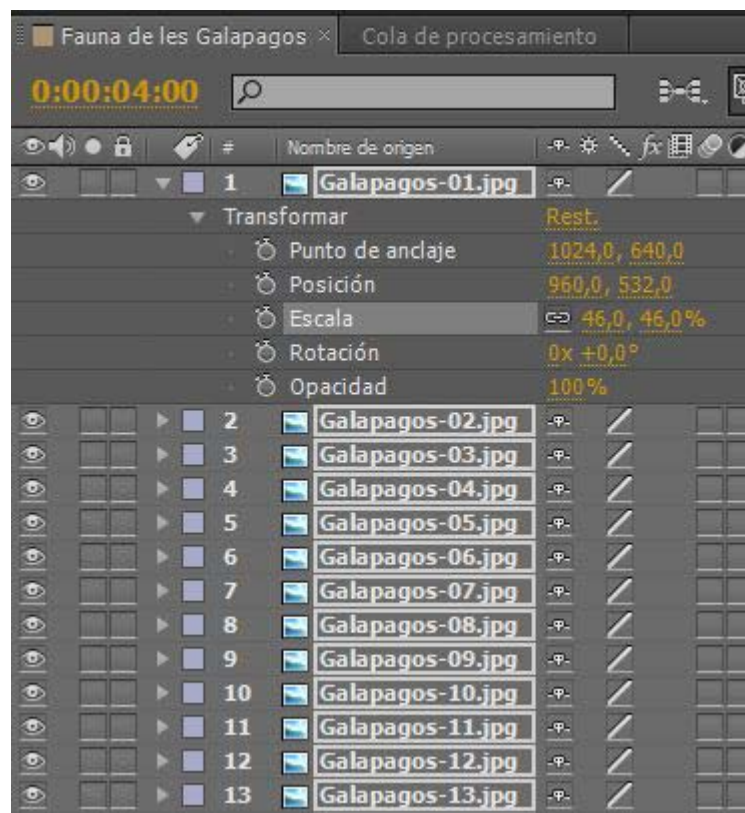 Fauna de les Galapagos × Cola de procesamiento
0:00:04:00
# Nombre de origen fx
1 Galapagos-01.jpg
Transformar Rest.
Punto de anclaje 1024,0, 640,0
Posición 960,0, 532,0
Escala 46,0, 46,0%
Rotación 0x +0,0°
Opacidad 100%
2 Galapagos-02.jpg
3 Galapagos-03.jpg
4 Galapagos-04.jpg
5 Galapagos-05.jpg
6 Galapagos-06.jpg
7 Galapagos-07.jpg
8 Galapagos-08.jpg
9 Galapagos-09.jpg
10 Galapagos-10.jpg
11 Galapagos-11.jpg
12 Galapagos-12.jpg
13 Galapagos-13.jpg